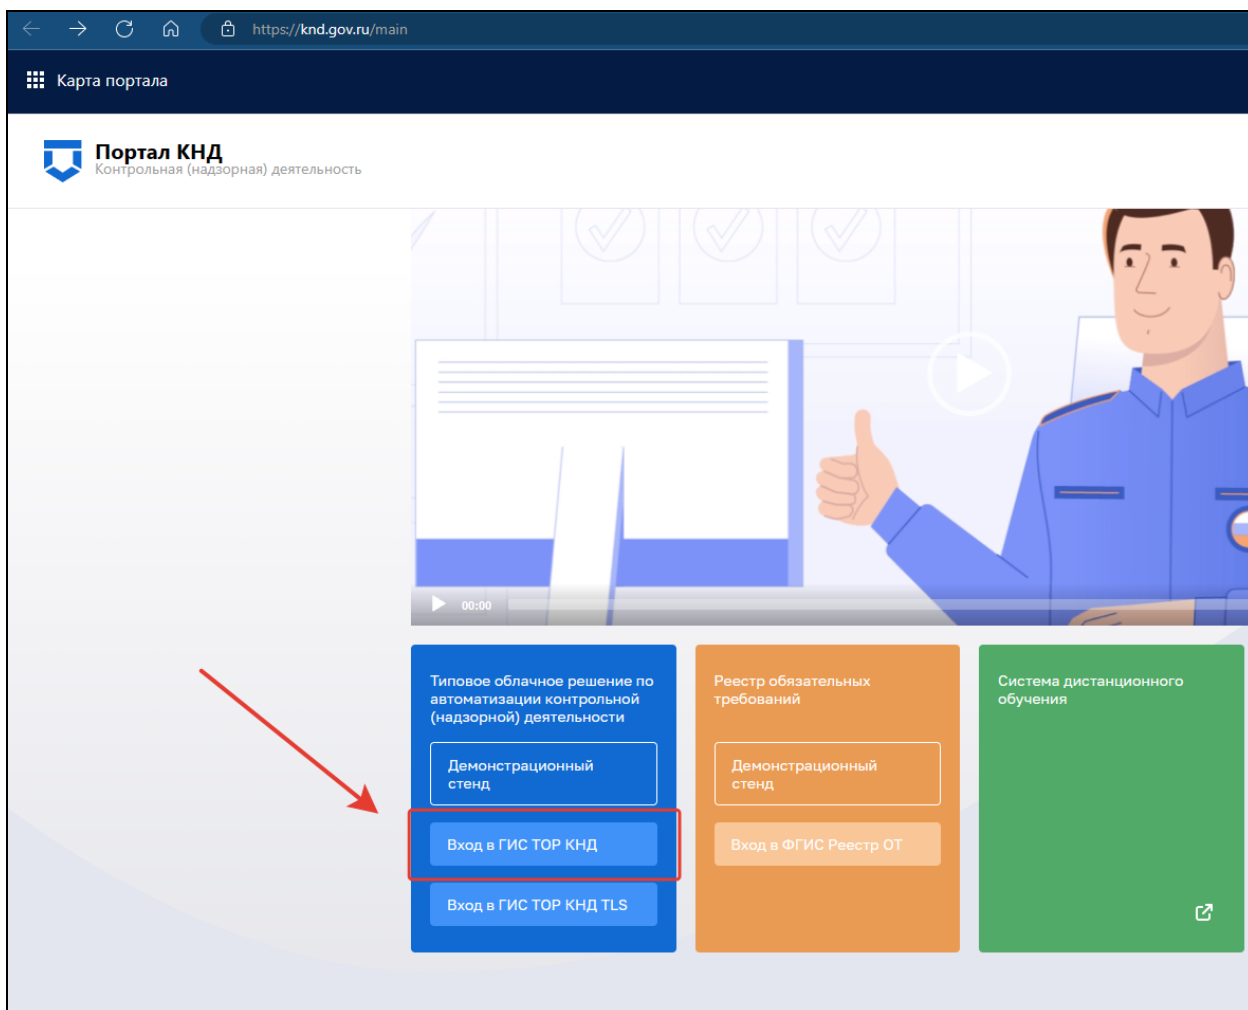 https://knd.gov.ru/main
Карта портала
Портал КНД
Контрольная (надзорная) деятельность
00:00
Типовое облачное решение по
автоматизации контрольной
(надзорной) деятельности
Демонстрационный
стенд
Вход в ГИС ТОР КНД
Вход в ГИС ТОР КНД TLS
Реестр обязательных
требований
Демонстрационный
стенд
Вход в ФГИС Реестр ОТ
Система дистанционного
обучения